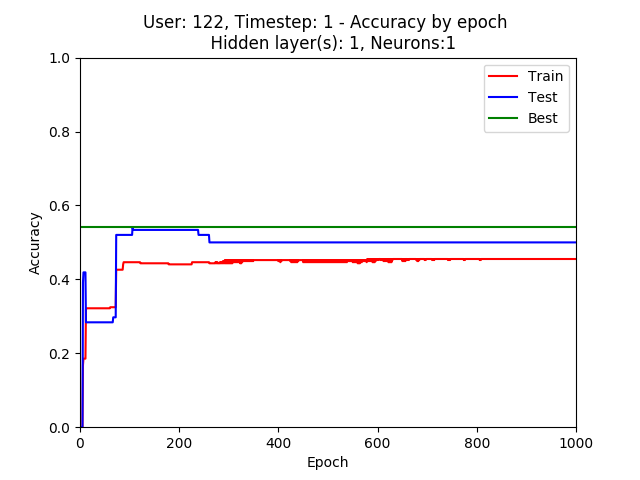 User: 122, Timestep: 1 - Accuracy by epoch
Hidden layer(s): 1, Neurons:1
1.0
0.8
0.6
0.4
0.2
0.0
Accuracy
Train
Test
Best
0 200 400 600 800 1000
Epoch